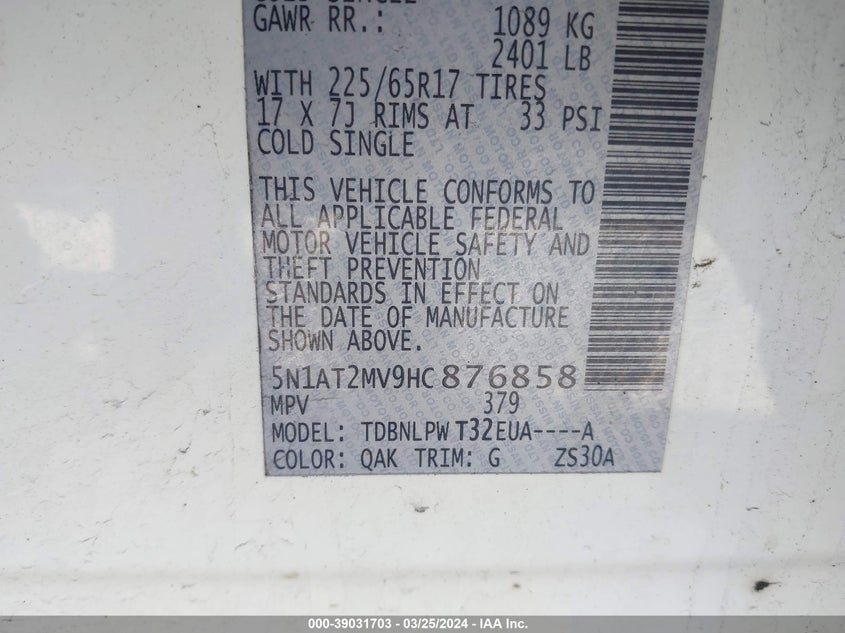 GAWR RR.: 1089 KG
2401 LB
WITH 225/65R17 TIRES
17 X 7J RIMS AT 33 PSI
COLD SINGLE
THIS VEHICLE CONFORMS TO
ALL APPLICABLE FEDERAL
MOTOR VEHICLE SAFETY AND
THEFT PREVENTION
STANDARDS IN EFFECT ON
THE DATE OF MANUFACTURE
SHOWN ABOVE.
5N1AT2MV9HC876858
MPV 379
MODEL: TDBNLPWT32EUA----A
COLOR: QAK TRIM: G ZS30A
000-39031703 - 03/25/2024 - IAA Inc.